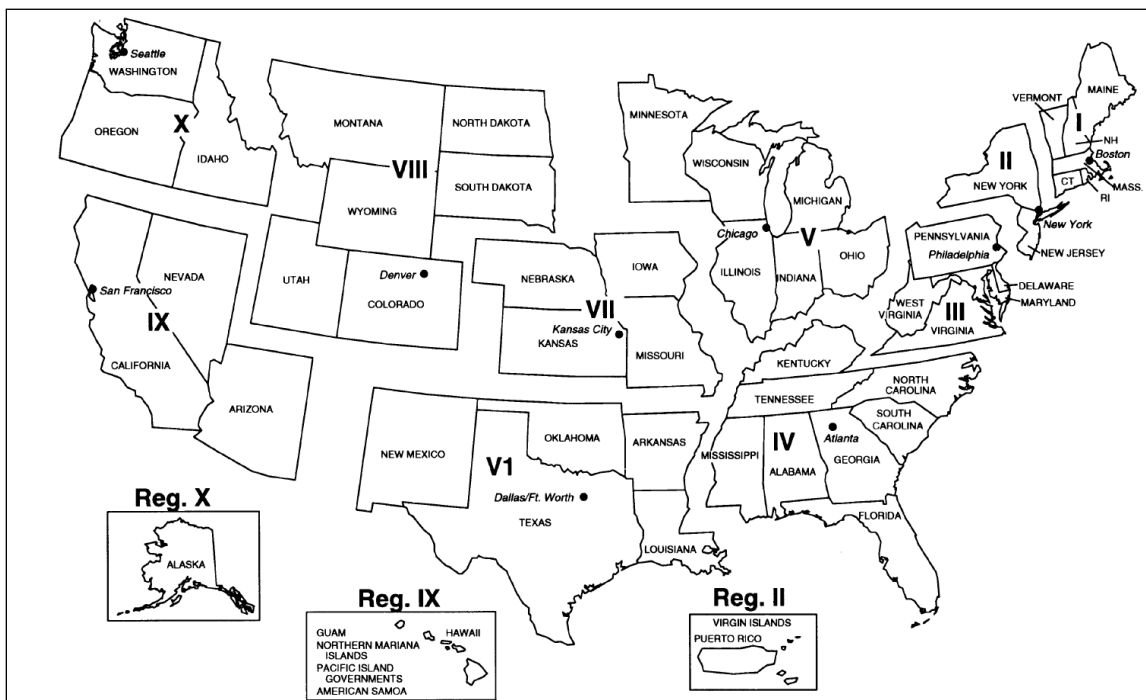 Seattle
WASHINGTON
OREGON
X
IDAHO
MONTANA
NORTH DAKOTA
VIII
SOUTH DAKOTA
WYOMING
MINNESOTA
WISCONSIN
MICHIGAN
Chicago
V
ILLINOIS
INDIANA
OHIO
VERMONT
MAINE
I
NH
Boston
MASS.
RI
CT
II
NEW YORK
New York
PENNSYLVANIA
Philadelphia
NEW JERSEY
DELAWARE
MARYLAND
WEST
VIRGINIA
III
VIRGINIA
NEVADA
San Francisco
IX
CALIFORNIA
UTAH
Denver
COLORADO
ARIZONA
NEBRASKA
IOWA
VII
Kansas City
KANSAS
MISSOURI
KENTUCKY
TENNESSEE
NORTH
CAROLINA
SOUTH
CAROLINA
NEW MEXICO
OKLAHOMA
ARKANSAS
V1
Dallas/Ft. Worth
TEXAS
LOUISIANA
MISSISSIPPI
IV
ALABAMA
Atlanta
GEORGIA
FLORIDA
Reg. X
ALASKA
Reg. IX
GUAM
HAWAII
NORTHERN MARIANA
ISLANDS
PACIFIC ISLAND
GOVERNMENTS
AMERICAN SAMOA
Reg. II
VIRGIN ISLANDS
PUERTO RICO